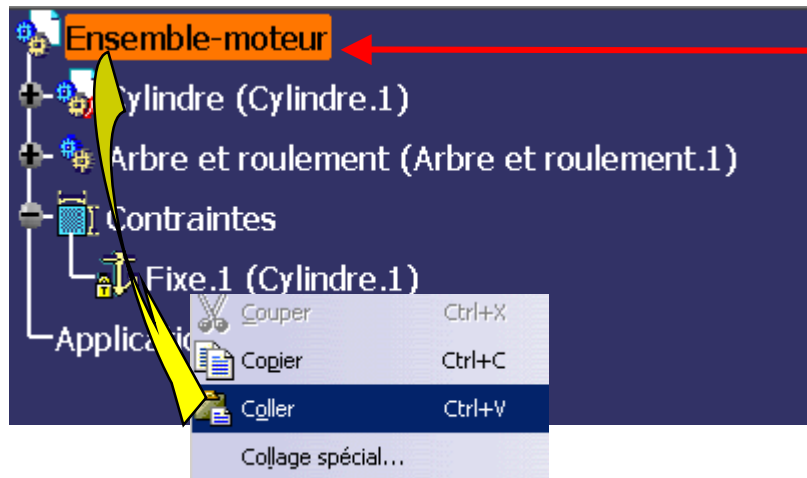 Ensemble-moteur
Cylindre (Cylindre.1)
Arbre et roulement (Arbre et roulement.1)
Contraintes
Fixe.1 (Cylindre.1)
Couper Ctrl+X
Copier Ctrl+C
Coller Ctrl+V
Collage spécial...